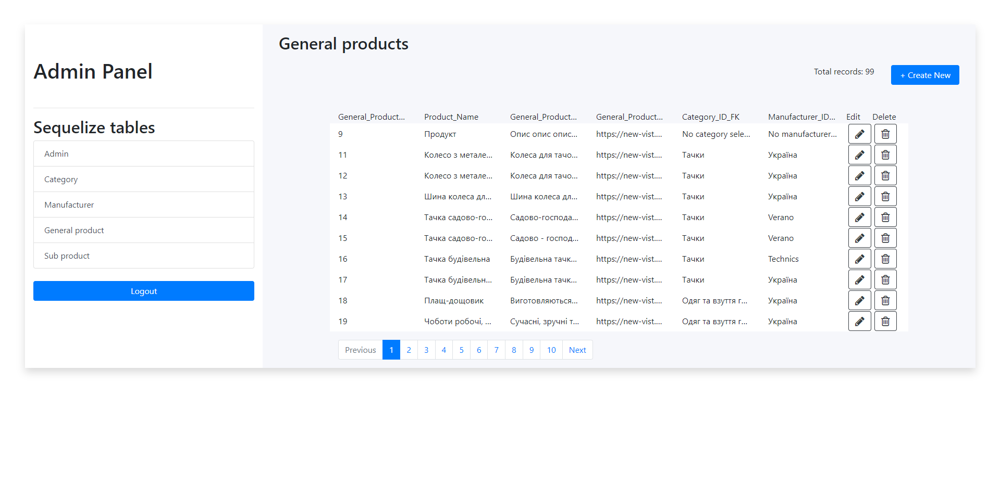 Admin Panel
Sequelize tables
Admin
Category
Manufacturer
General product
Sub product
Logout
General products
Total records: 99
+ Create New
General_Product... Product_Name General_Product... General_Product... Category_ID_FK Manufacturer_ID... Edit Delete
9 Продукт Опис опис опис... https://new-vist.... No category sele... No manufacturer...
11 Колесо з метале... Колеса для тачо... https://new-vist.... Тачки Україна
12 Колесо з метале... Колеса для тачо... https://new-vist.... Тачки Україна
13 Шина колеса дл... Шина колеса дл... https://new-vist.... Тачки Україна
14 Тачка садово-го... Садово-господа... https://new-vist.... Тачки Verano
15 Тачка садово-го... Садово - господ... https://new-vist.... Тачки Verano
16 Тачка будівельна Будівельна тачк... https://new-vist.... Тачки Technics
17 Тачка будівельн... Будівельна тачк... https://new-vist.... Тачки Україна
18 Плащ-дощовик Виготовляються... https://new-vist.... Одяг та взуття г... Україна
19 Чоботи робочі, ... Сучасні, зручні т... https://new-vist.... Одяг та взуття г... Україна
Previous 1 2 3 4 5 6 7 8 9 10 Next